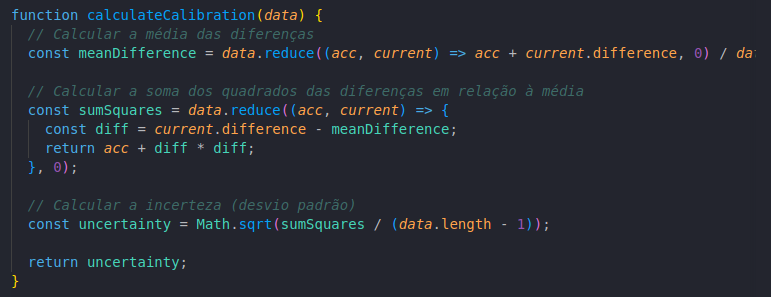 function calculateCalibration(data) {
  // Calcular a média das diferenças
  const meanDifference = data.reduce((acc, current) => acc + current.difference, 0) / da

  // Calcular a soma dos quadrados das diferenças em relação à média
  const sumSquares = data.reduce((acc, current) => {
    const diff = current.difference - meanDifference;
    return acc + diff * diff;
  }, 0);

  // Calcular a incerteza (desvio padrão)
  const uncertainty = Math.sqrt(sumSquares / (data.length - 1));

  return uncertainty;
}